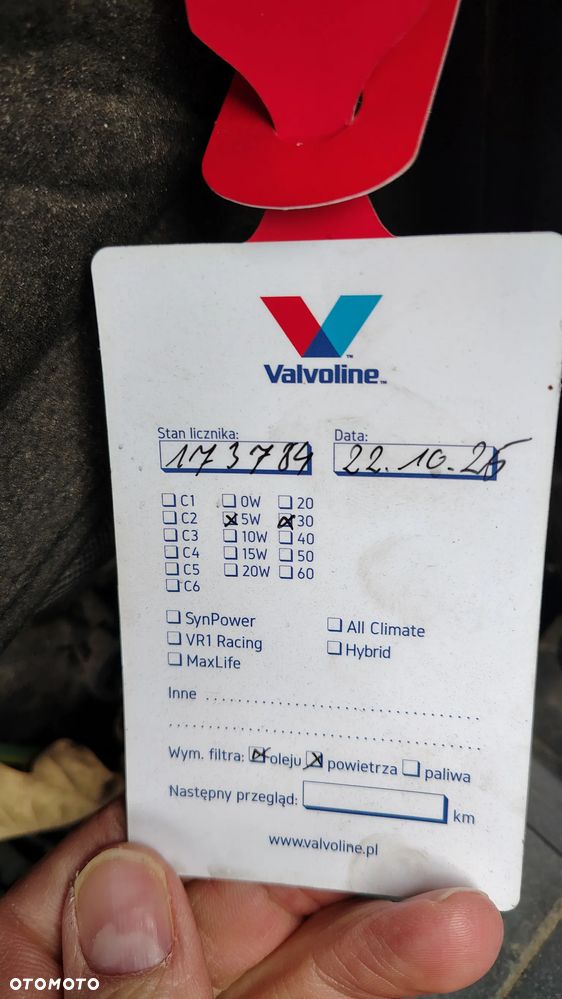 Valvoline™
Stan licznika: Data:
173789 22.10.25
C1 0W 20
C2 5W 30
C3 10W 40
C4 15W 50
C5 20W 60
C6
SynPower All Climate
VR1 Racing Hybrid
MaxLife
Inne
Wym. filtra: oleju powietrza paliwa
Następny przegląd: km
www.valvoline.pl
OTOMOTO